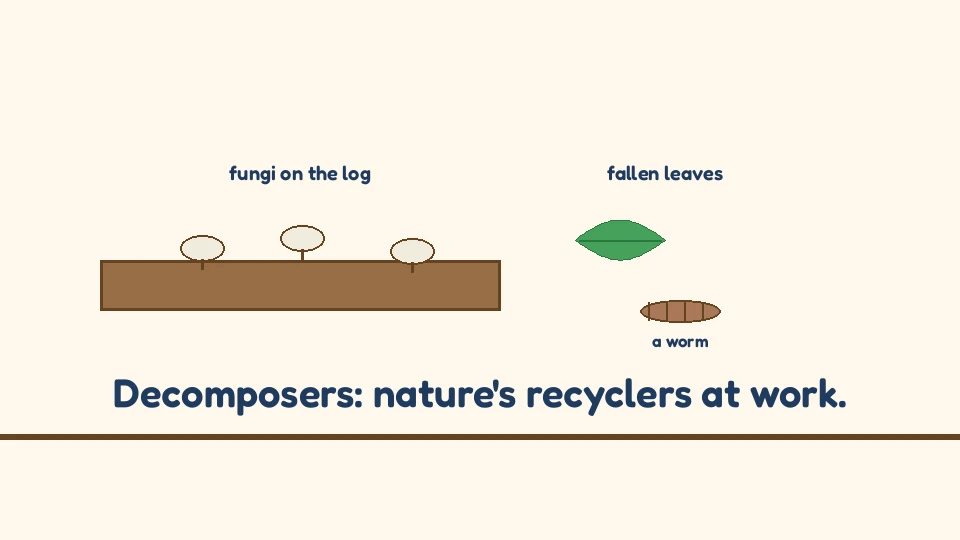 fungi on the log
fallen leaves
a worm
Decomposers: nature's recyclers at work.